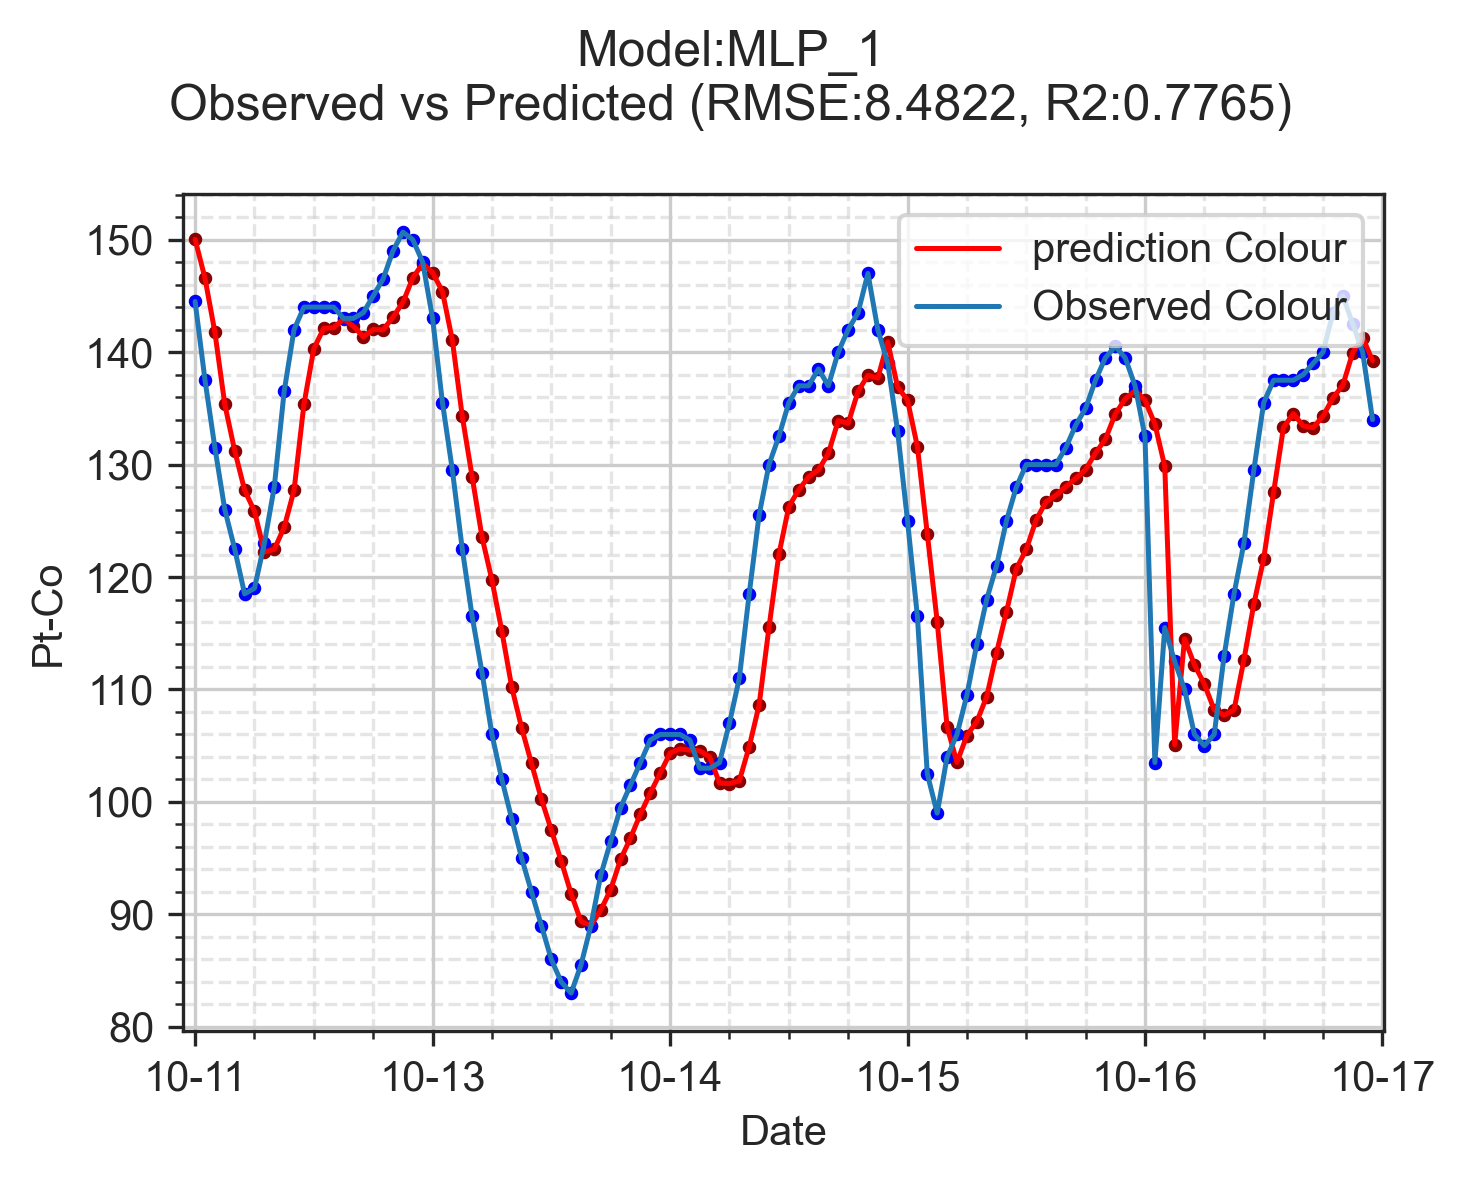 Model:MLP_1
Observed vs Predicted (RMSE:8.4822, R2:0.7765)
prediction Colour
Observed Colour
150
140
130
120
110
100
90
80
Pt-Co
10-11 10-13 10-14 10-15 10-16 10-17
Date